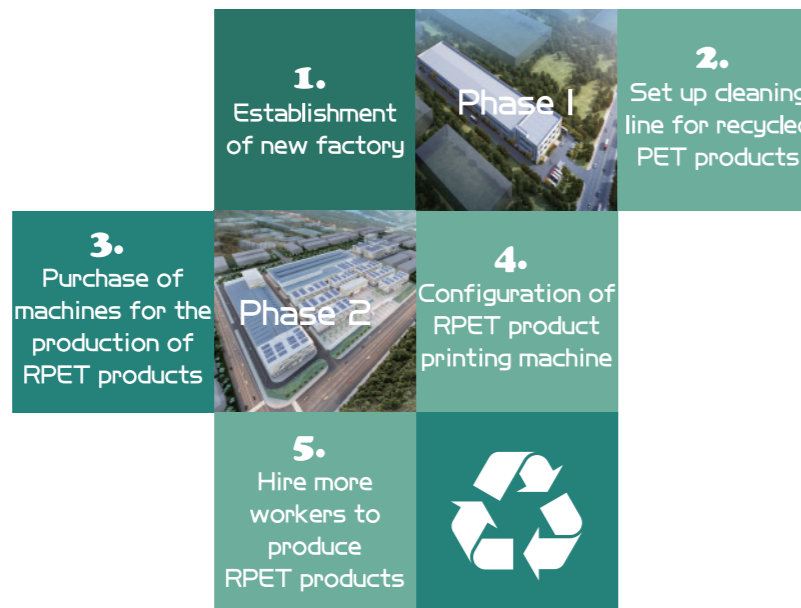 1.
Establishment
of new factory
Phase 1
2.
Set up cleaning
line for recycled
PET products
3.
Purchase of
machines for the
production of
RPET products
Phase 2
4.
Configuration of
RPET product
printing machine
5.
Hire more
workers to
produce
RPET products